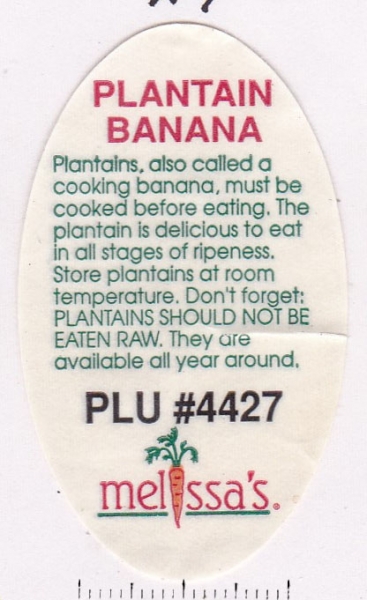 PLANTAIN
BANANA
Plantains, also called a
cooking banana, must be
cooked before eating. The
plantain is delicious to eat
in all stages of ripeness.
Store plantains at room
temperature. Don't forget:
PLANTAINS SHOULD NOT BE
EATEN RAW. They are
available all year around.
PLU #4427
melissa's.